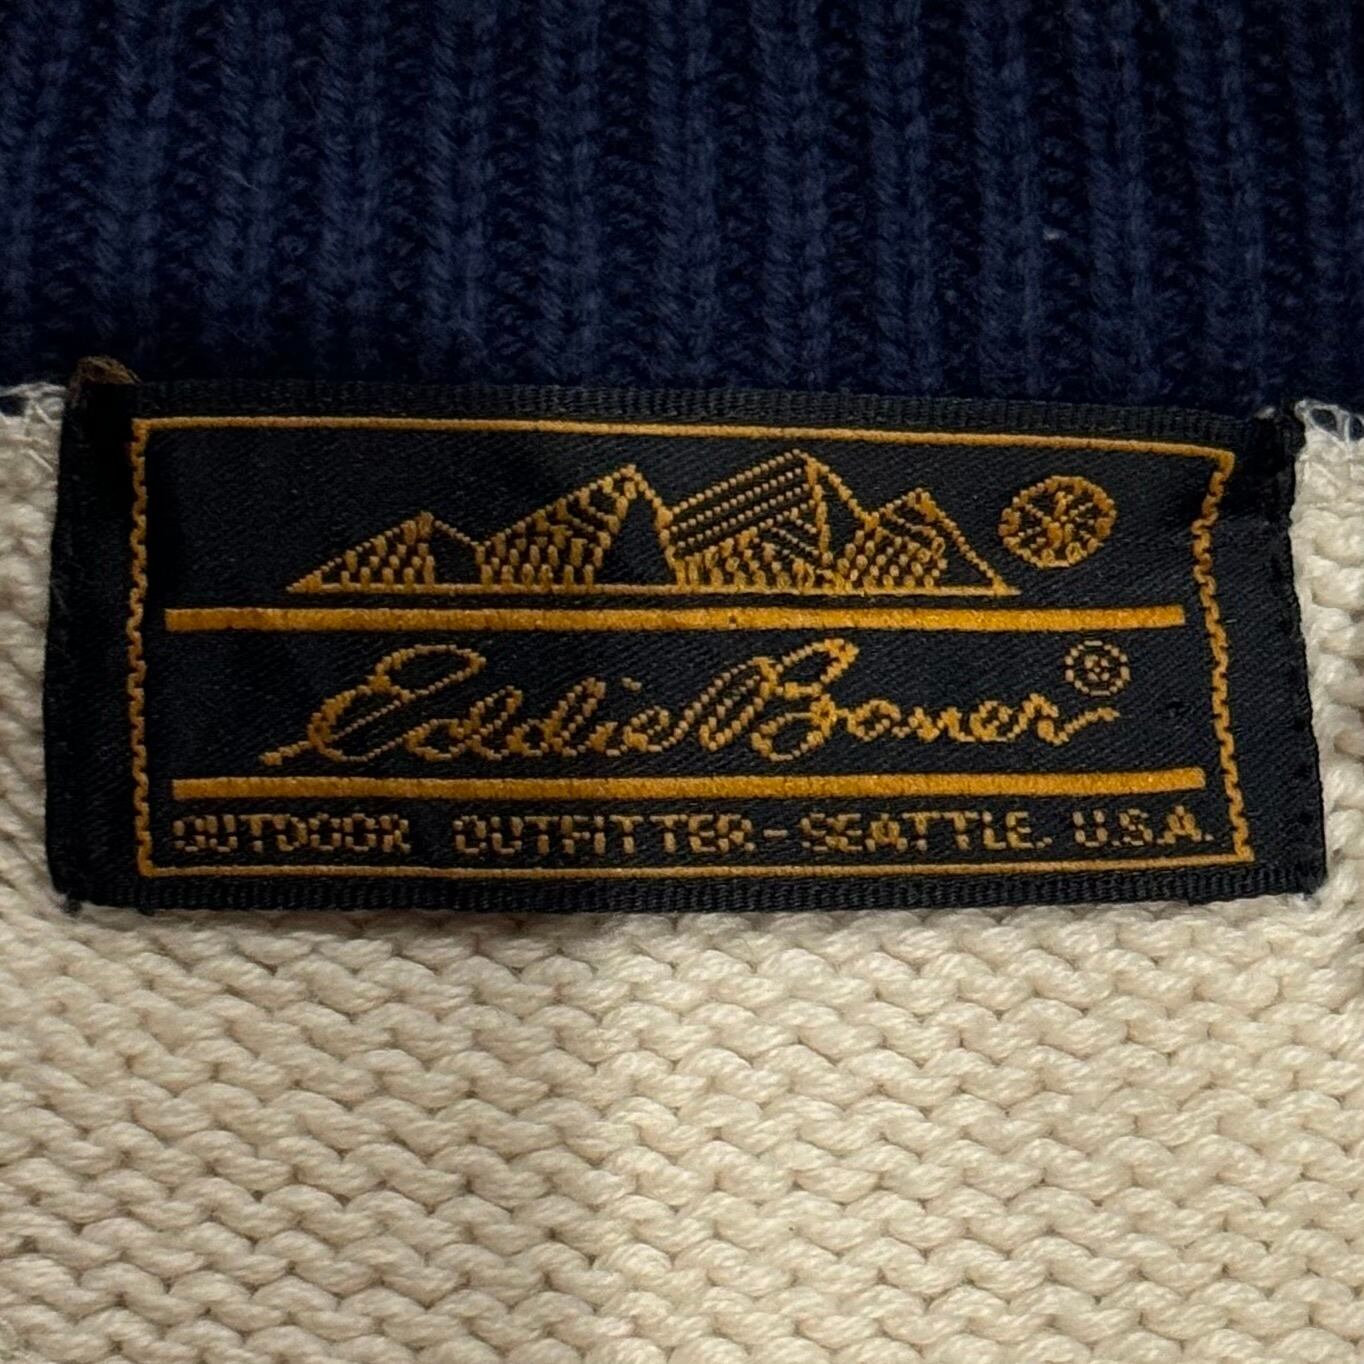 Eddie Bauer®
OUTDOOR OUTFITTER - SEATTLE, U.S.A.